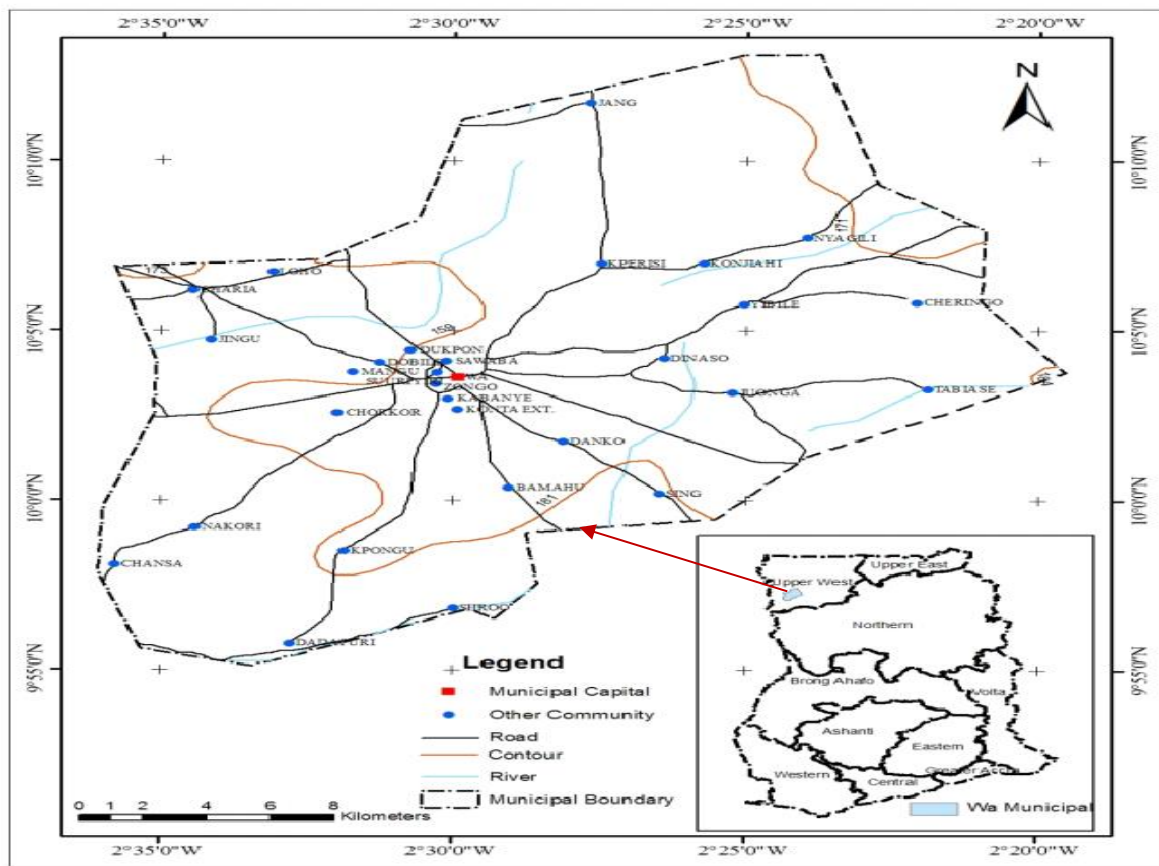 2°35'0"W 2°30'0"W 2°25'0"W 2°20'0"W
N
10°10'0"N 10°10'0"N
10°5'0"N 10°5'0"N
10°0'0"N 10°0'0"N
9°55'0"N 9°55'0"N
JANG
171
NYAGILI
KPERISI
KONJIAHI
173
LOHO
CHERINGO
JINGU
159
DUKPON
DOBILE
SAWABA
DINASO
MANGU
WA
ZONGO
TABIASE
KABANYE
CHORKOR
KONTA EXT.
DANKO
BAMAHU
181
SING
NAKORI
KPONGU
CHANSA
SHROO
Legend
Municipal Capital
Other Community
Road
Contour
River
Municipal Boundary
0 1 2 4 6 8
Kilometers
Upper East
Upper West
Northern
Brong Ahafo
Volta
Ashanti
Eastern
Greater Accra
Western
Central
Wa Municipal
2°35'0"W 2°30'0"W 2°25'0"W 2°20'0"W